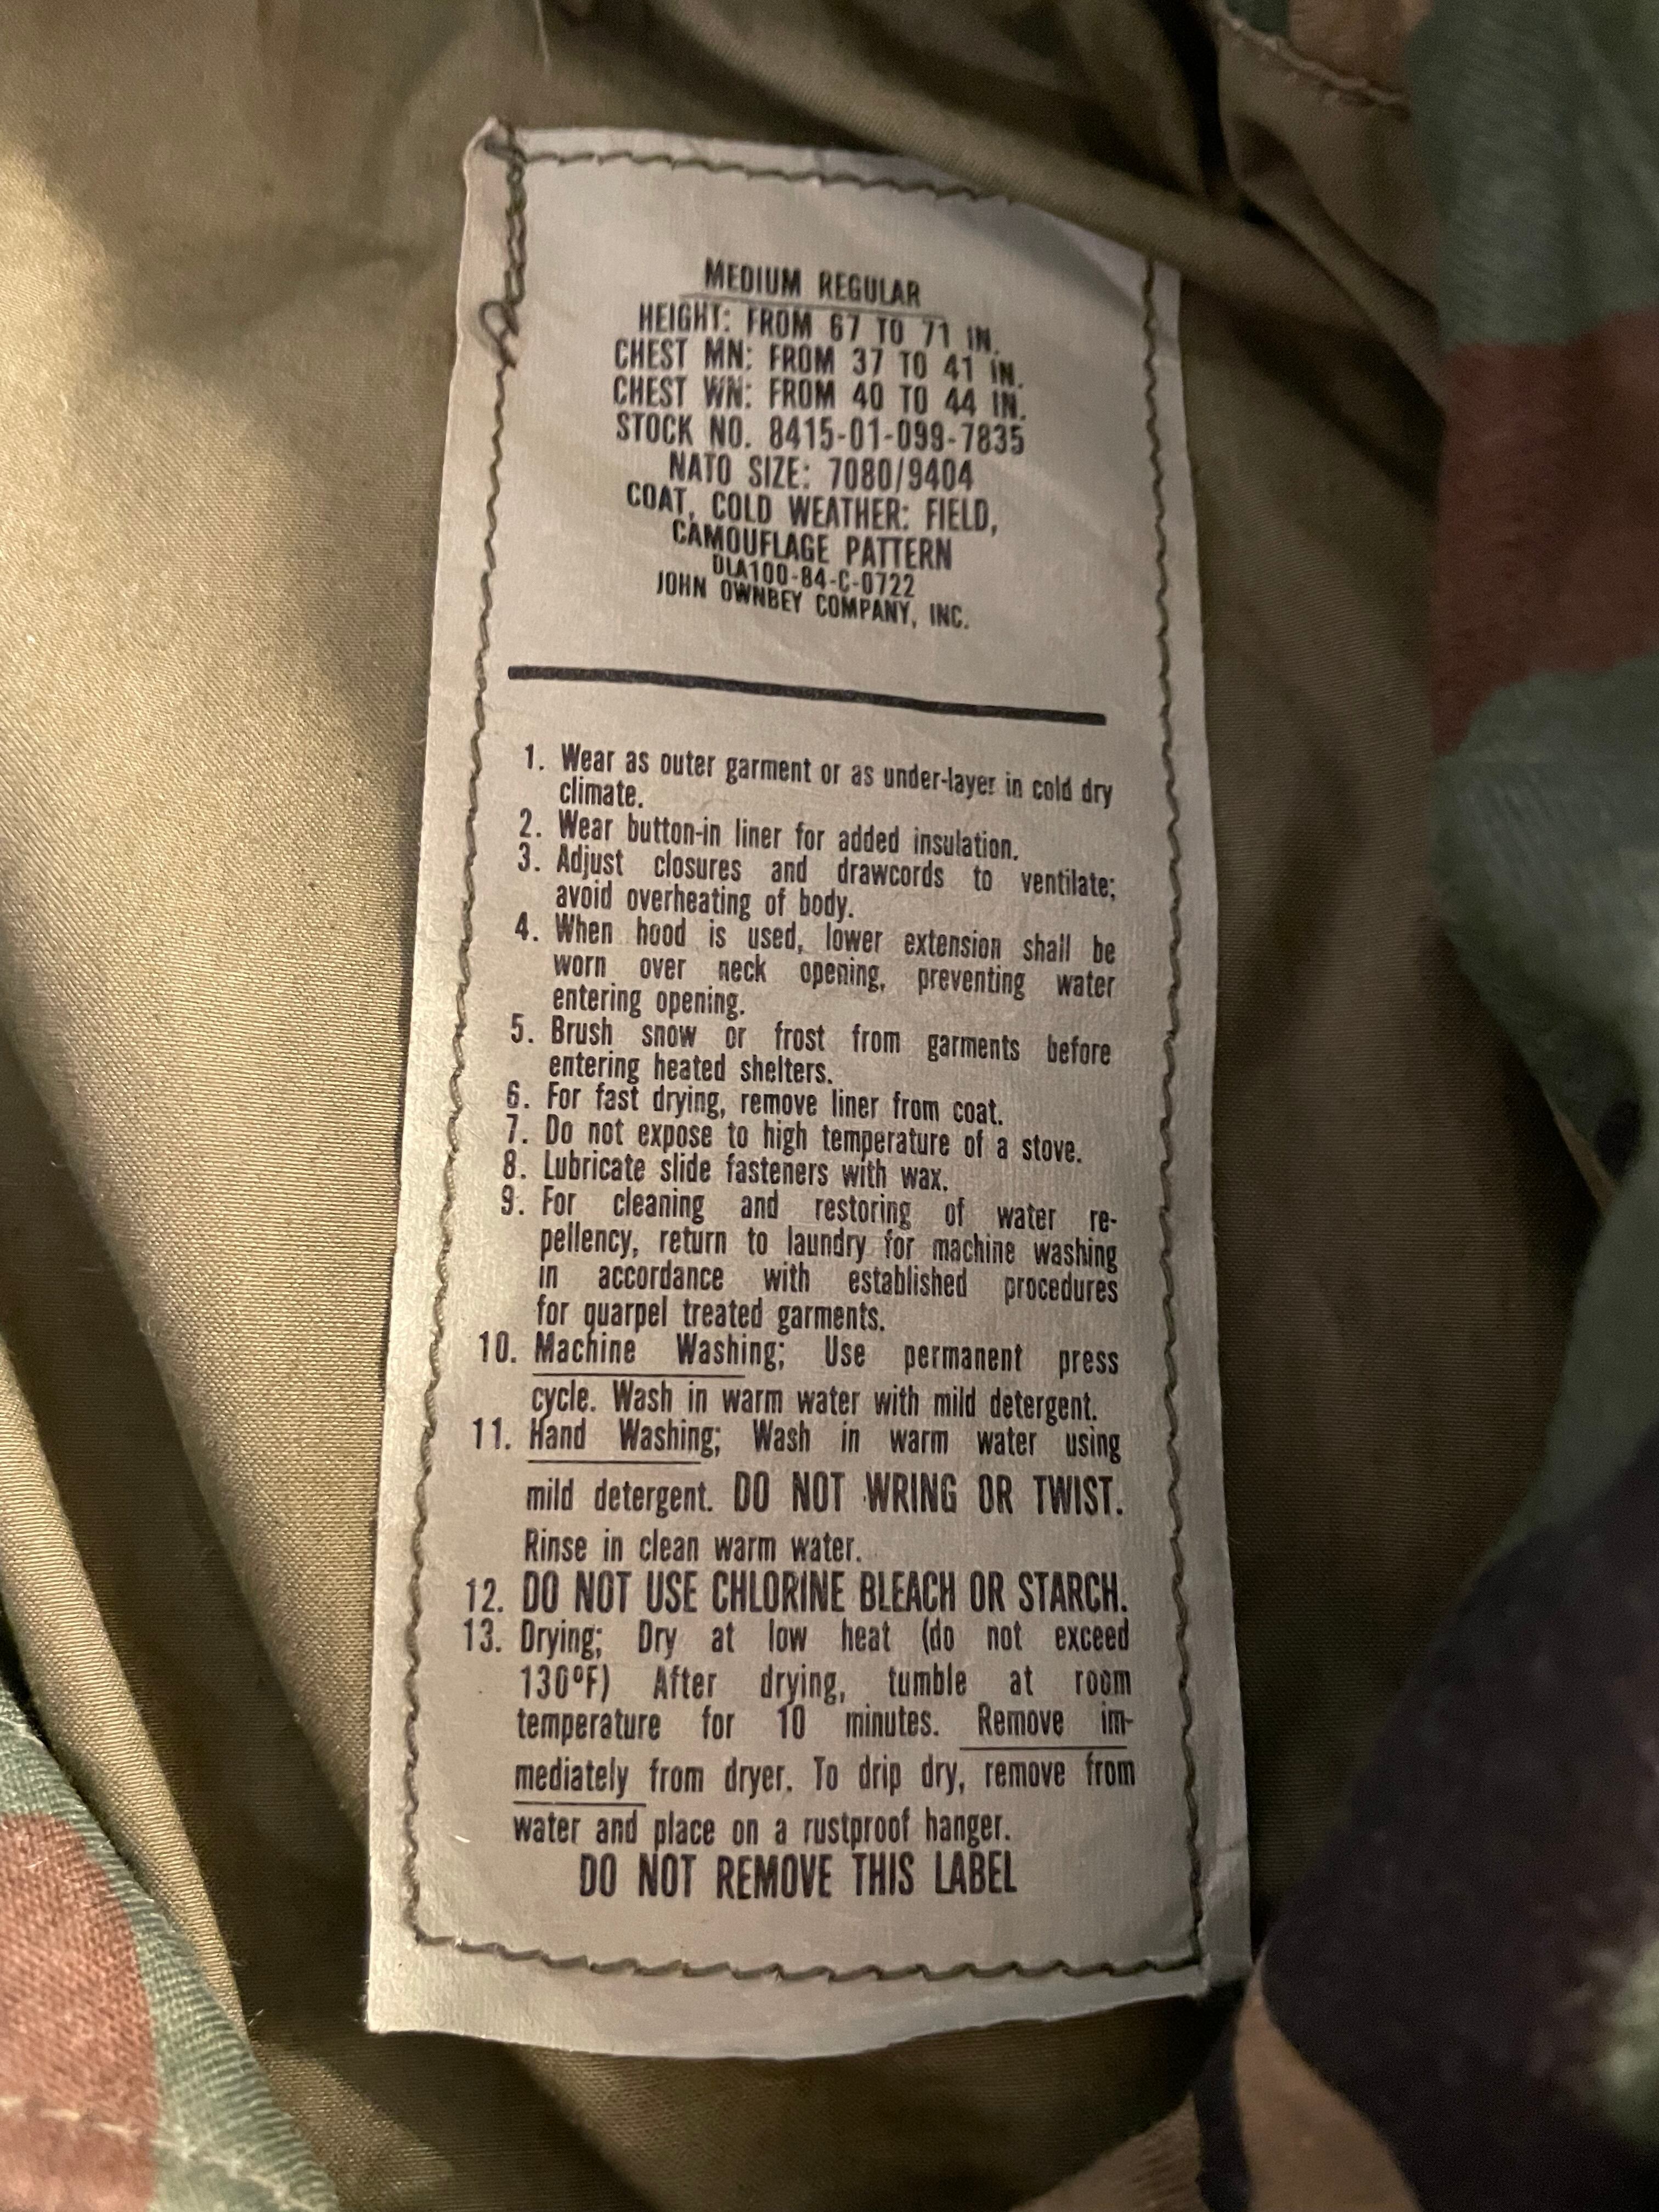 MEDIUM REGULAR
HEIGHT: FROM 67 TO 71 IN.
CHEST MN: FROM 37 TO 41 IN.
CHEST WN: FROM 40 TO 44 IN.
STOCK NO. 8415-01-099-7835
NATO SIZE: 7080/9404
COAT, COLD WEATHER: FIELD,
CAMOUFLAGE PATTERN
DLA100-84-C-0722
JOHN OWNBEY COMPANY, INC.
1. Wear as outer garment or as under-layer in cold dry
climate.
2. Wear button-in liner for added insulation.
3. Adjust closures and drawcords to ventilate;
avoid overheating of body.
4. When hood is used, lower extension shall be
worn over neck opening, preventing water
entering opening.
5. Brush snow or frost from garments before
entering heated shelters.
6. For fast drying, remove liner from coat.
7. Do not expose to high temperature of a stove.
8. Lubricate slide fasteners with wax.
9. For cleaning and restoring of water re-
pellency, return to laundry for machine washing
in accordance with established procedures
for quarpel treated garments.
10. Machine Washing; Use permanent press
cycle. Wash in warm water with mild detergent.
11. Hand Washing; Wash in warm water using
mild detergent. DO NOT WRING OR TWIST.
Rinse in clean warm water.
12. DO NOT USE CHLORINE BLEACH OR STARCH.
13. Drying; Dry at low heat (do not exceed
130ºF) After drying, tumble at room
temperature for 10 minutes. Remove im-
mediately from dryer. To drip dry, remove from
water and place on a rustproof hanger.
DO NOT REMOVE THIS LABEL